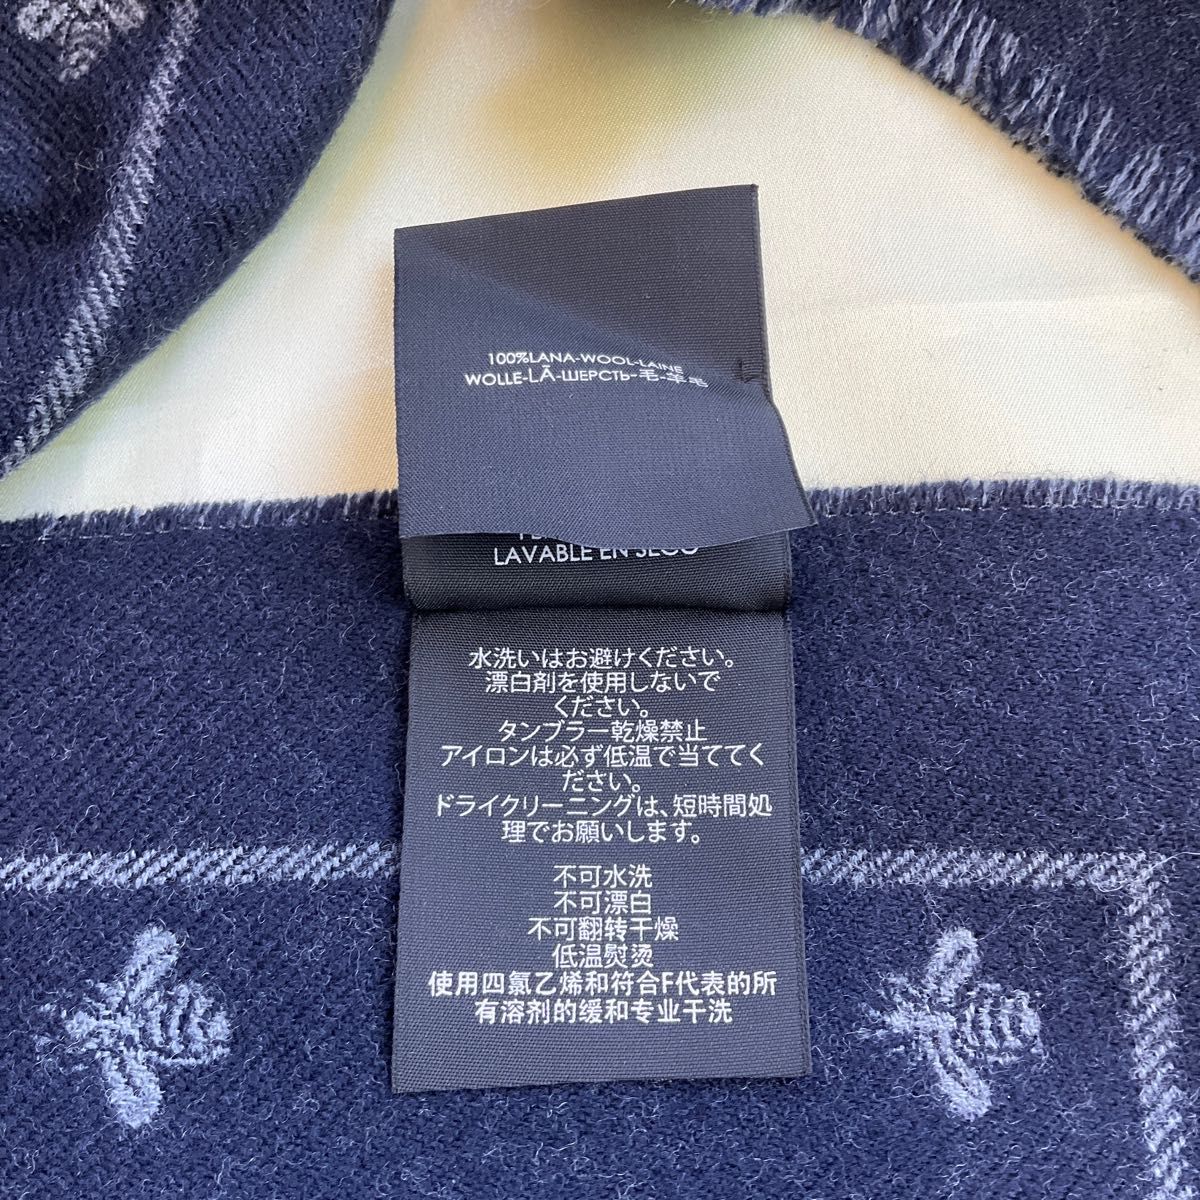 100%LANA-WOOL-LAINE
WOLLE-LĀ-ШЕРСТЬ-毛-羊毛
LAVABLE EN SECO
水洗いはお避けください。
漂白剤を使用しないで
ください。
タンブラー乾燥禁止
アイロンは必ず低温で当ててく
ださい。
ドライクリーニングは、短時間処
理でお願いします。
不可水洗
不可漂白
不可翻转干燥
低温熨烫
使用四氯乙烯和符合F代表的所
有溶剂的缓和专业干洗